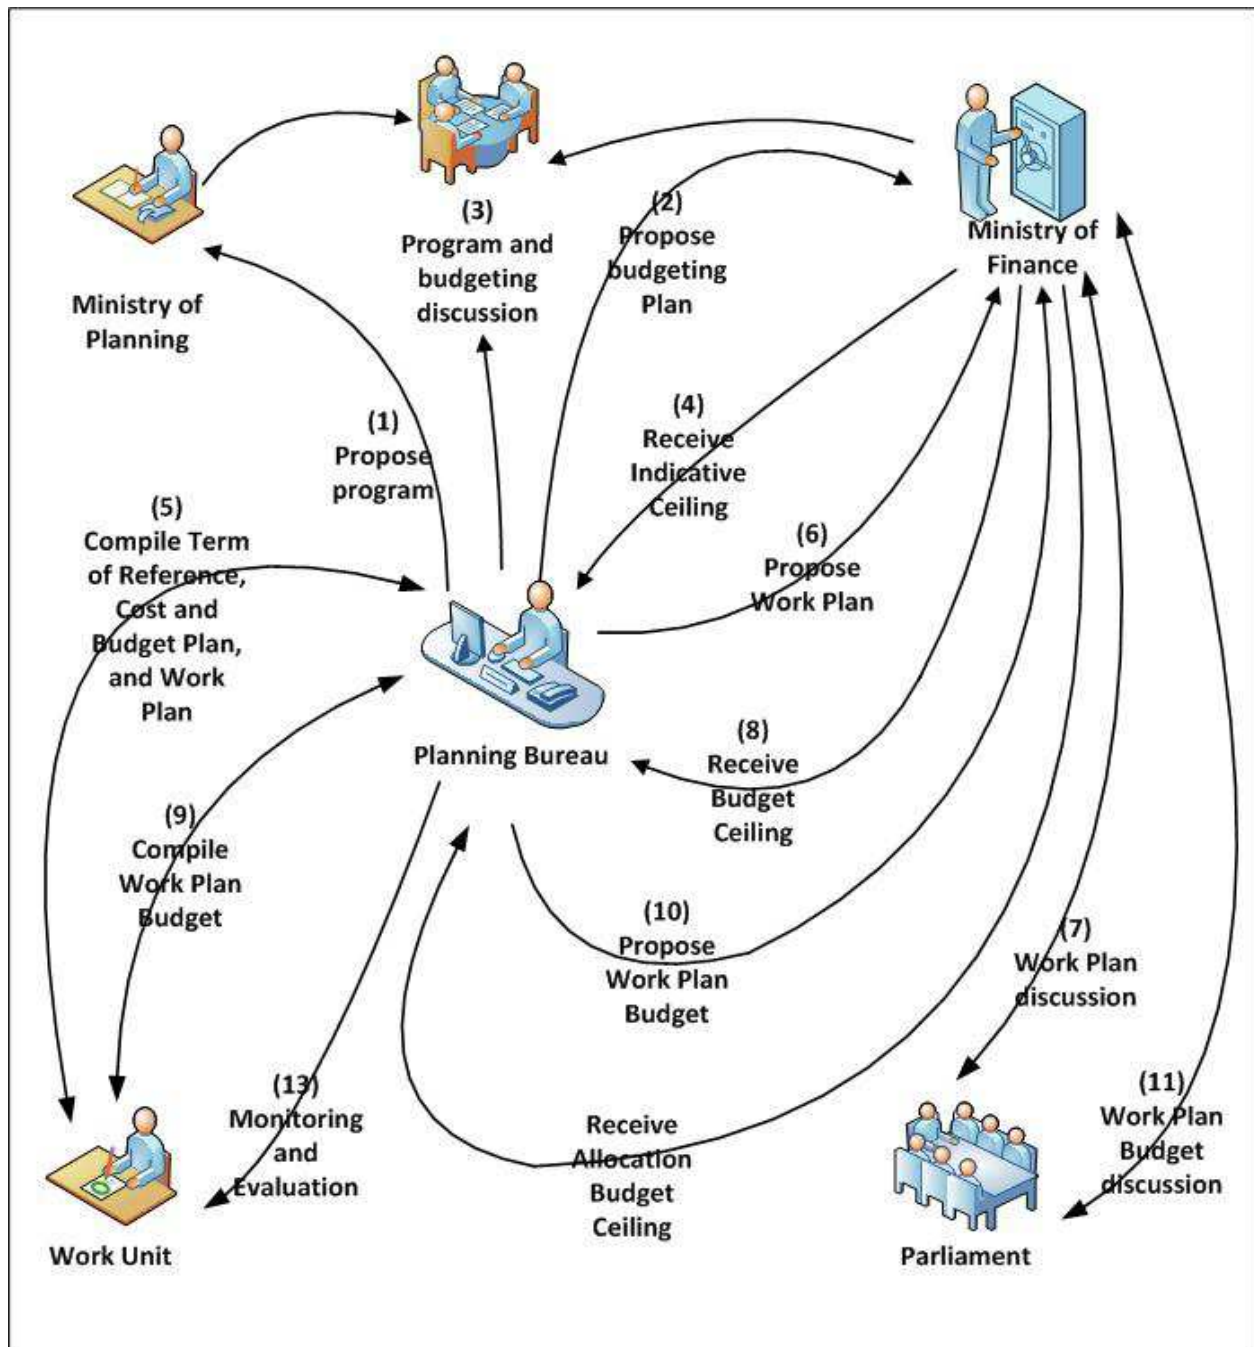 (3)
Program and
budgeting
discussion
(2)
Propose
budgeting
Plan
Ministry of
Finance
Ministry of
Planning
(1)
Propose
program
(4)
Receive
Indicative
Ceiling
(5)
Compile Term
of Reference,
Cost and
Budget Plan,
and Work
Plan
(6)
Propose
Work Plan
Planning Bureau
(8)
Receive
Budget
Ceiling
(9)
Compile
Work Plan
Budget
(10)
Propose
Work Plan
Budget
(7)
Work Plan
discussion
(13)
Monitoring
and
Evaluation
Receive
Allocation
Budget
Ceiling
(11)
Work Plan
Budget
discussion
Work Unit
Parliament